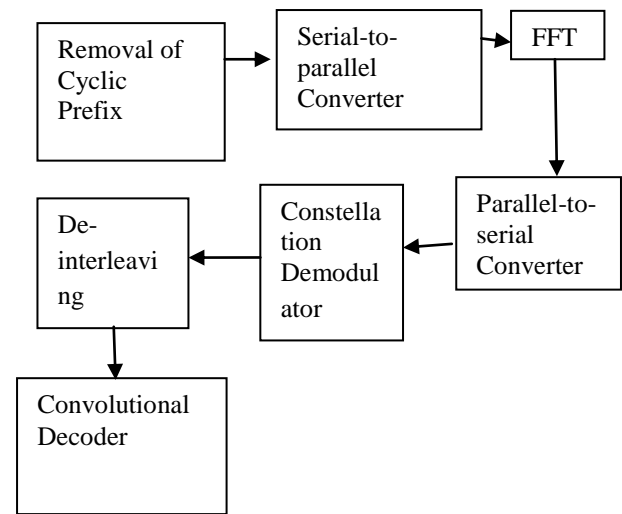 Removal of
Cyclic
Prefix
Serial-to-
parallel
Converter
FFT
Parallel-to-
serial
Converter
Constella
tion
Demodul
ator
De-
interleavi
ng
Convolutional
Decoder